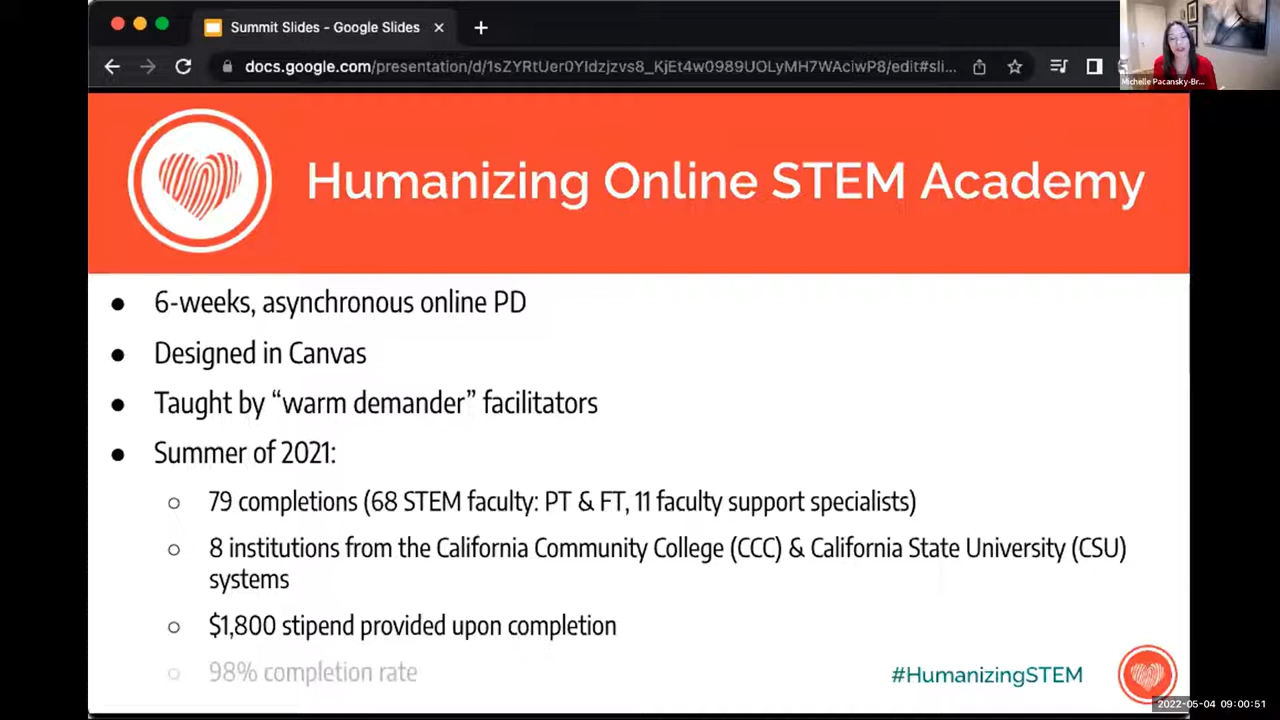 Summit Slides - Google Slides
docs.google.com/presentation/d/1sZYRtUer0YIdzjzvs8_KjEt4w0989UOLyMH7WAciwP8/edit#sli...
Michelle Pacansky-Br...
Humanizing Online STEM Academy
● 6-weeks, asynchronous online PD
● Designed in Canvas
● Taught by “warm demander” facilitators
● Summer of 2021:
○ 79 completions (68 STEM faculty: PT & FT, 11 faculty support specialists)
○ 8 institutions from the California Community College (CCC) & California State University (CSU)
systems
○ $1,800 stipend provided upon completion
○ 98% completion rate
#HumanizingSTEM
2022-05-04 09:00:51